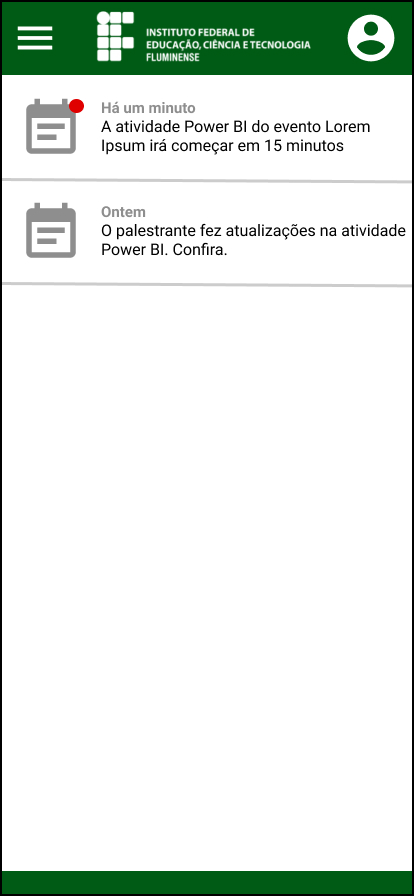 INSTITUTO FEDERAL DE
EDUCAÇÃO, CIÊNCIA E TECNOLOGIA
FLUMINENSE
Há um minuto
A atividade Power BI do evento Lorem
Ipsum irá começar em 15 minutos
Ontem
O palestrante fez atualizações na atividade
Power BI. Confira.